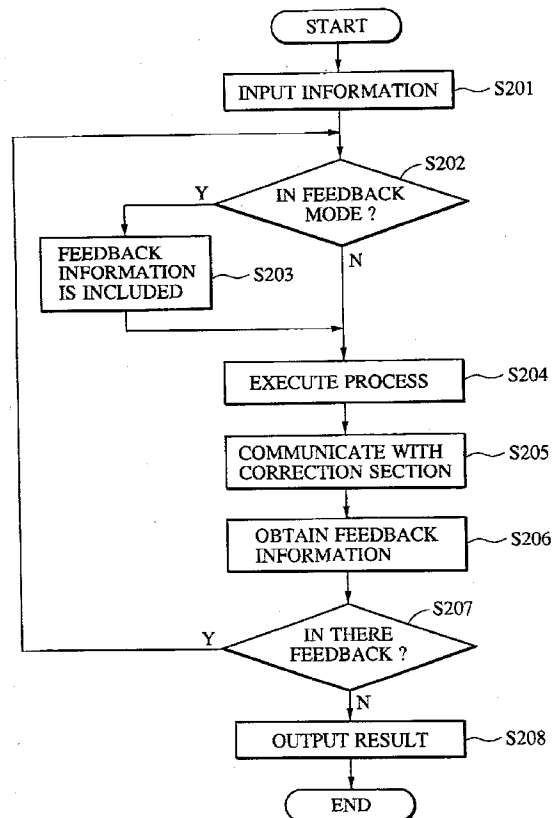 START
INPUT INFORMATION
S201
S202
Y
IN FEEDBACK
MODE ?
FEEDBACK
INFORMATION
IS INCLUDED
S203
N
EXECUTE PROCESS
S204
COMMUNICATE WITH
CORRECTION SECTION
S205
OBTAIN FEEDBACK
INFORMATION
S206
S207
Y
IN THERE
FEEDBACK ?
N
OUTPUT RESULT
S208
END